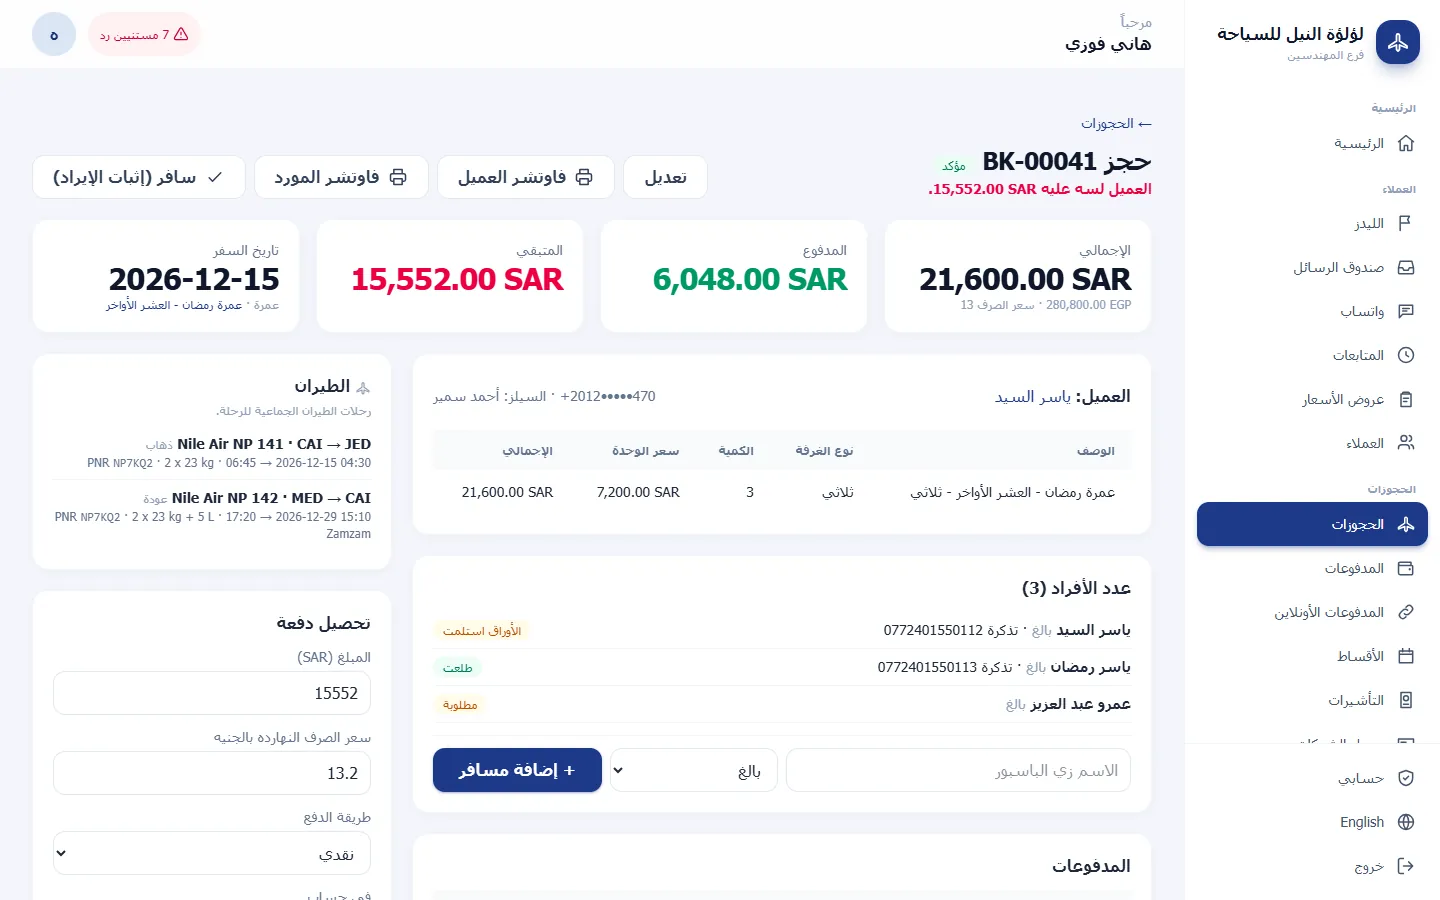 لؤلؤة النيل للسياحة
فرع المهندسين
الرئيسية
الرئيسية
العملاء
الليدز
صندوق الرسائل
واتساب
المتابعات
عروض الأسعار
العملاء
الحجوزات
الحجوزات
المدفوعات
المدفوعات الأونلاين
الأقساط
التأشيرات
حسابي
English
خروج
مرحباً
هاني فوزي
7 مستنيين رد
ه
← الحجوزات
حجز BK-00041 مؤكد
العميل لسه عليه 15,552.00 SAR.
تعديل
فاوتشر العميل
فاوتشر المورد
سافر (إثبات الإيراد)
الإجمالي
21,600.00 SAR
280,800.00 EGP · سعر الصرف 13
المدفوع
6,048.00 SAR
المتبقي
15,552.00 SAR
تاريخ السفر
2026-12-15
عمرة · عمرة رمضان - العشر الأواخر
العميل: ياسر السيد
+2012•••••470 · السيلز: أحمد سمير
الوصف نوع الغرفة الكمية سعر الوحدة الإجمالي
عمرة رمضان - العشر الأواخر - ثلاثي ثلاثي 3 7,200.00 SAR 21,600.00 SAR
عدد الأفراد (3)
ياسر السيد بالغ · تذكرة 0772401550112 الأوراق استلمت
ياسر رمضان بالغ · تذكرة 0772401550113 طلعت
عمرو عبد العزيز بالغ مطلوبة
الاسم زي الباسبور
بالغ
+ إضافة مسافر
المدفوعات
الطيران
رحلات الطيران الجماعية للرحلة.
Nile Air NP 141 · CAI → JED ذهاب
PNR NP7KQ2 · 2 x 23 kg · 06:45 → 2026-12-15 04:30
Nile Air NP 142 · MED → CAI عودة
PNR NP7KQ2 · 2 x 23 kg + 5 L · 17:20 → 2026-12-29 15:10
Zamzam
تحصيل دفعة
المبلغ (SAR)
15552
سعر الصرف النهارده بالجنيه
13.2
طريقة الدفع
نقدي